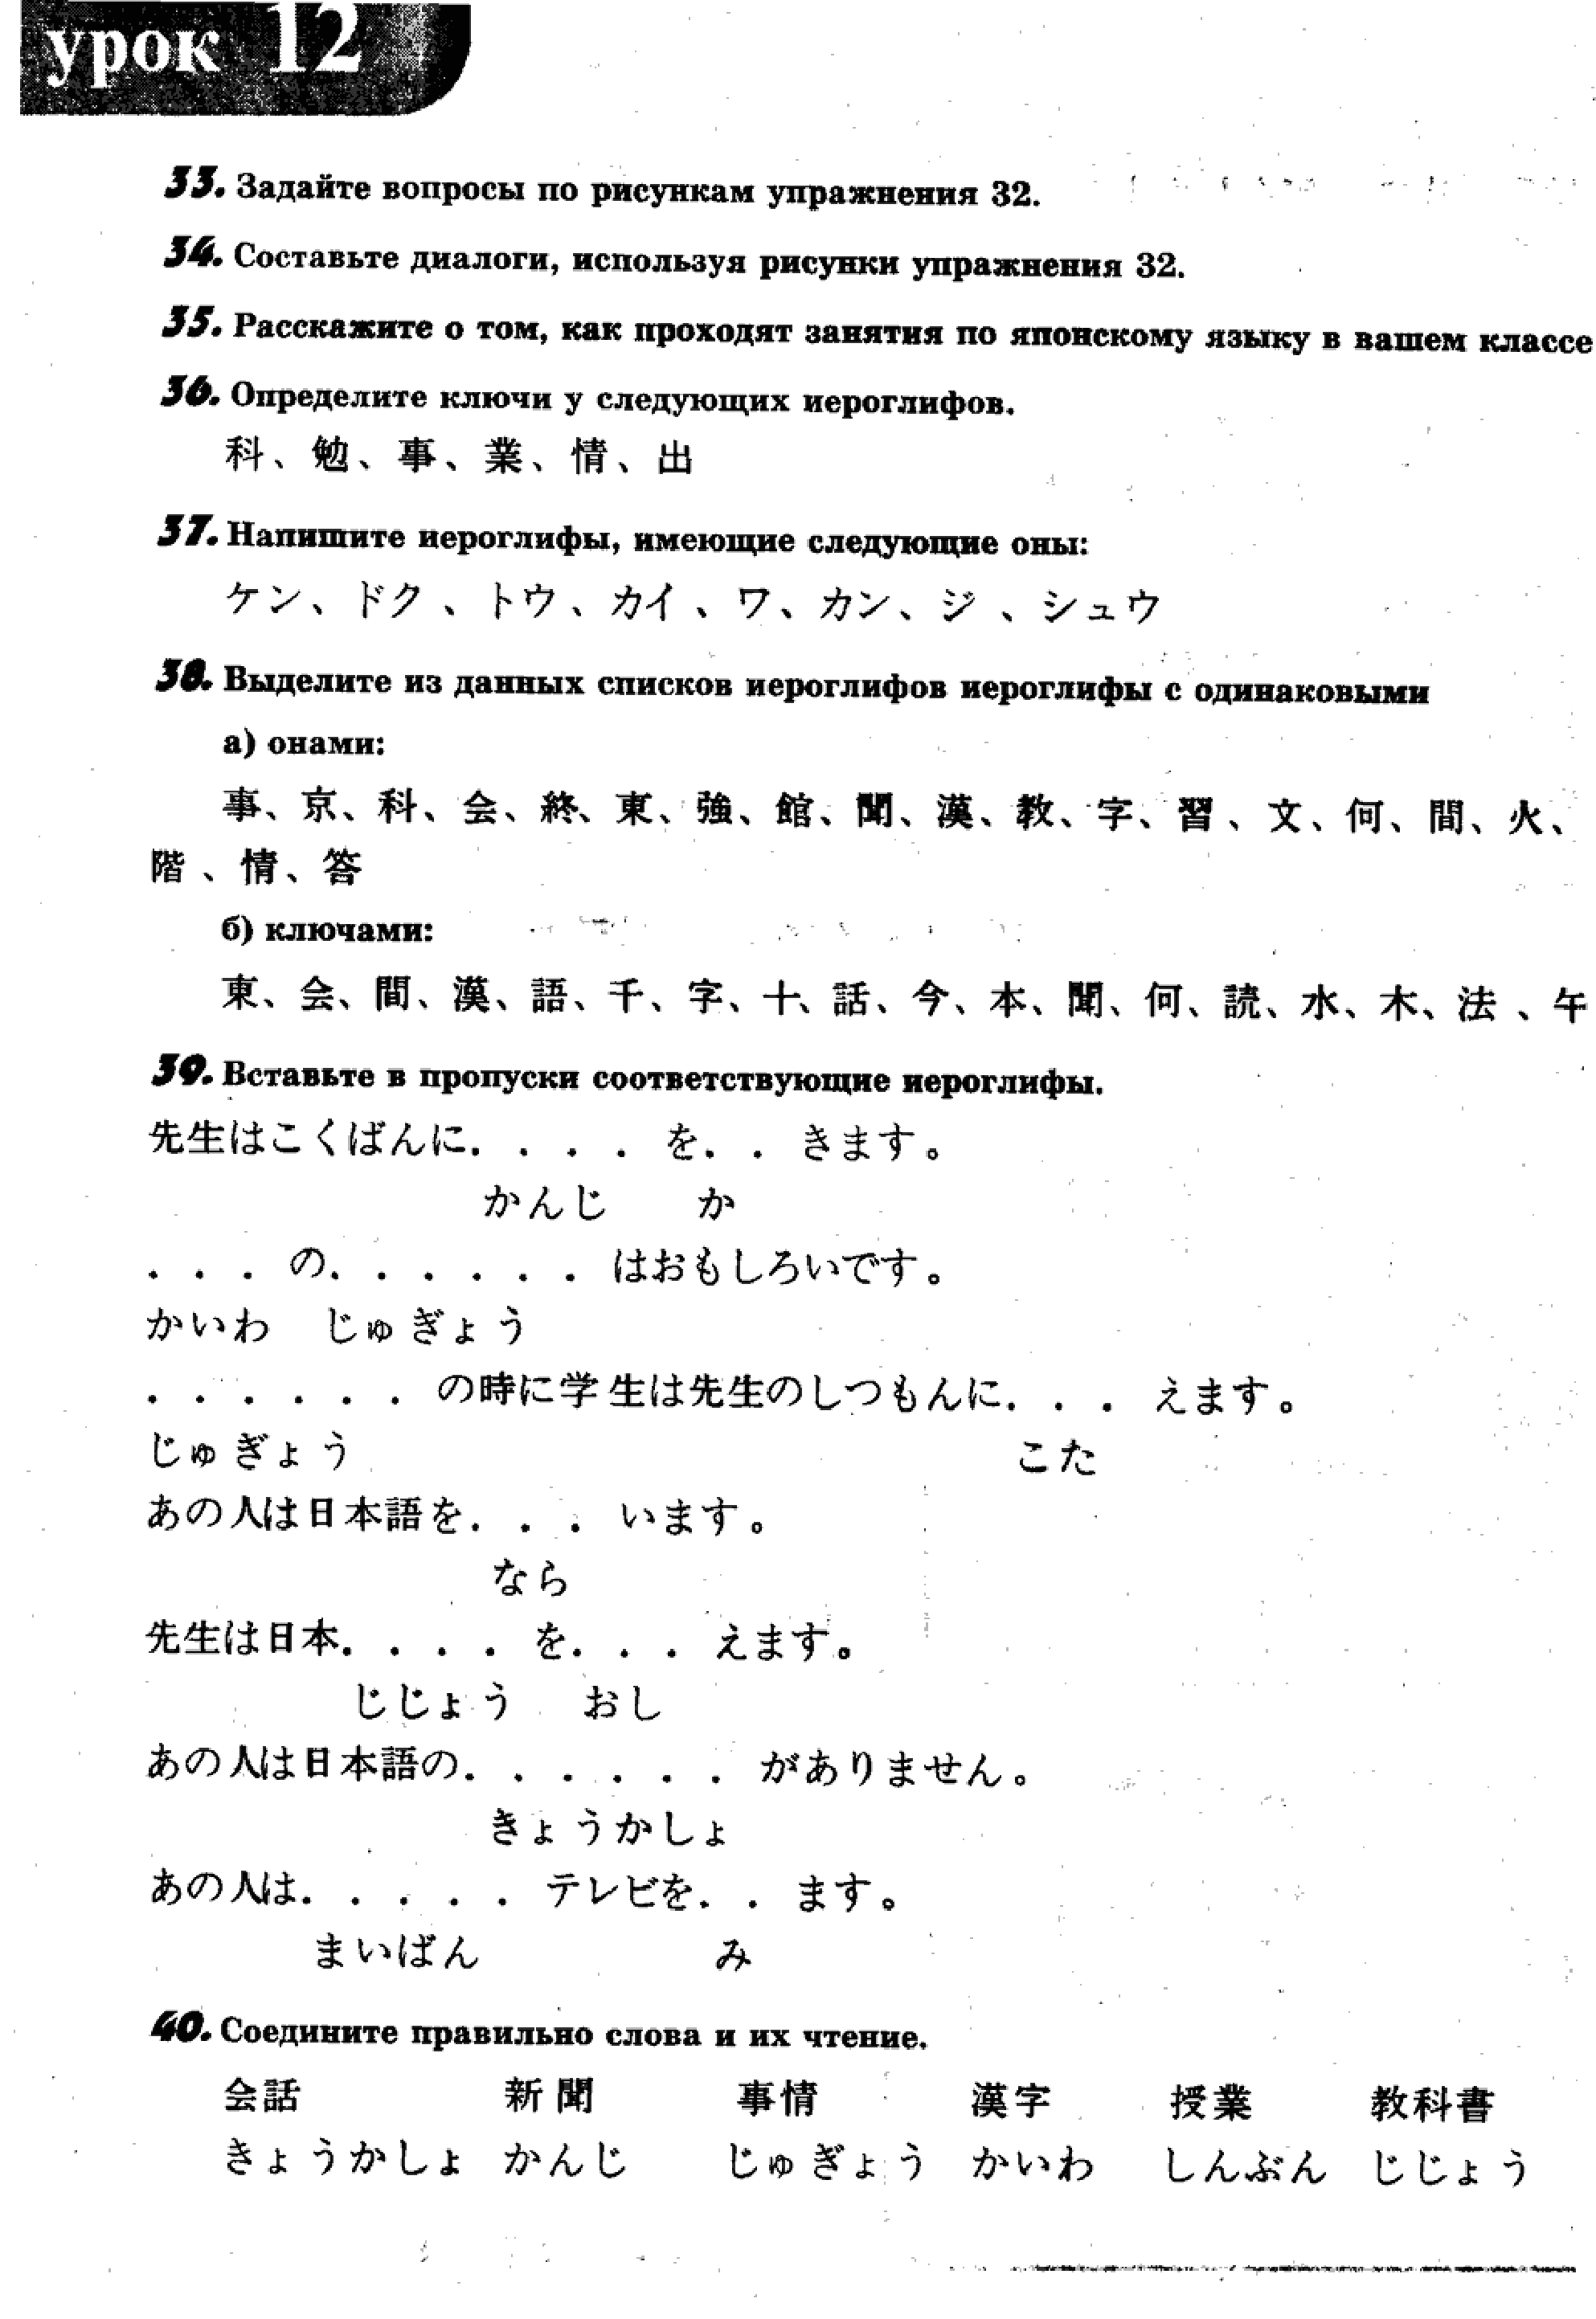 урок 12
33. Задайте вопросы по рисункам упражнения 32.
34. Составьте диалоги, используя рисунки упражнения 32.
35. Расскажите о том, как проходят занятия по японскому языку в вашем классе
36. Определите ключи у следующих иероглифов.
科、勉、事、業、情、出
37. Напишите иероглифы, имеющие следующие оны:
ケン、ドク、トウ、カイ、ワ、カン、ジ、シュウ
38. Выделите из данных списков иероглифов иероглифы с одинаковыми
а) онами:
事、京、科、会、終、東、強、館、聞、漢、教、字、習、文、何、間、火、
階、情、答
б) ключами:
東、会、間、漢、語、千、字、十、話、今、本、聞、何、読、水、木、法、午
39. Вставьте в пропуски соответствующие иероглифы.
先生はこくばんに. . . . を. . きます。
かんじ か
. . . の. . . . . . はおもしろいです。
かいわ じゅぎょう
. . . . . . の時に学生は先生のしつもんに. . . えます。
じゅぎょう こた
あの人は日本語を. . . います。
なら
先生は日本. . . . を. . . えます。
じじょう おし
あの人は日本語の. . . . . . がありません。
きょうかしょ
あの人は. . . . . テレビを. . ます。
まいばん み
40. Соедините правильно слова и их чтение.
会話 新聞 事情 漢字 授業 教科書
きょうかしょ かんじ じゅぎょう かいわ しんぶん じじょう